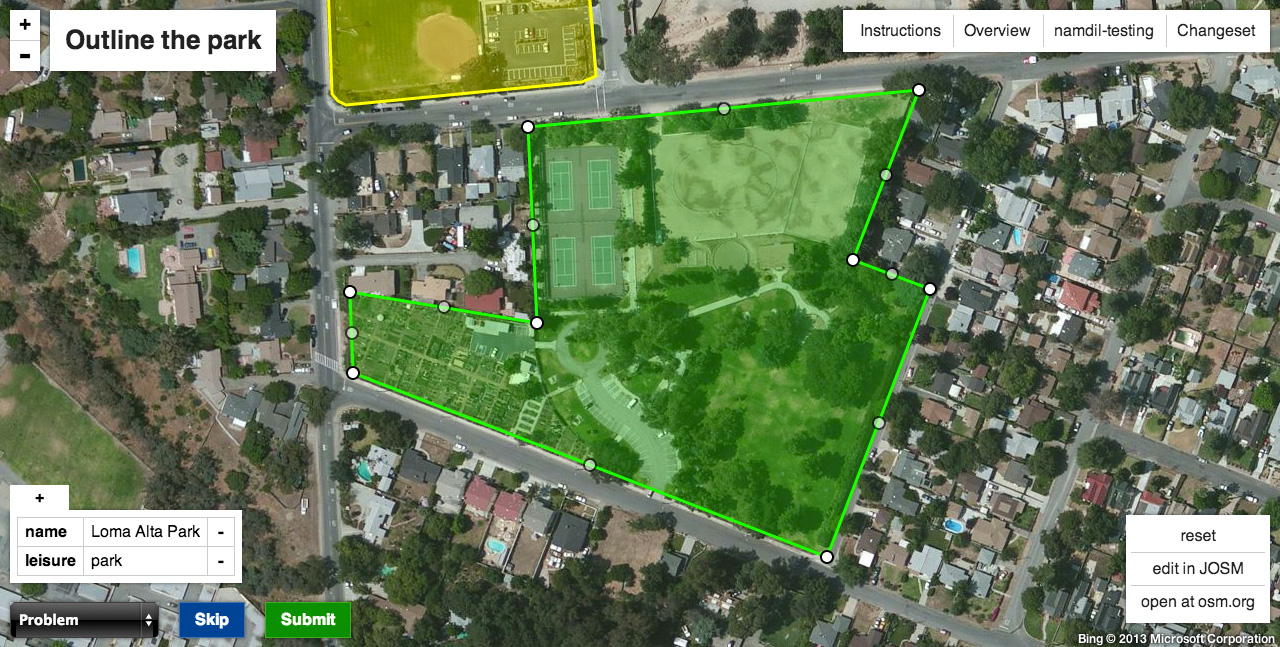 +
-
Outline the park
Instructions
Overview
namdil-testing
Changeset
+
name Loma Alta Park -
leisure park -
Problem
Skip
Submit
reset
edit in JOSM
open at osm.org
Bing © 2013 Microsoft Corporation